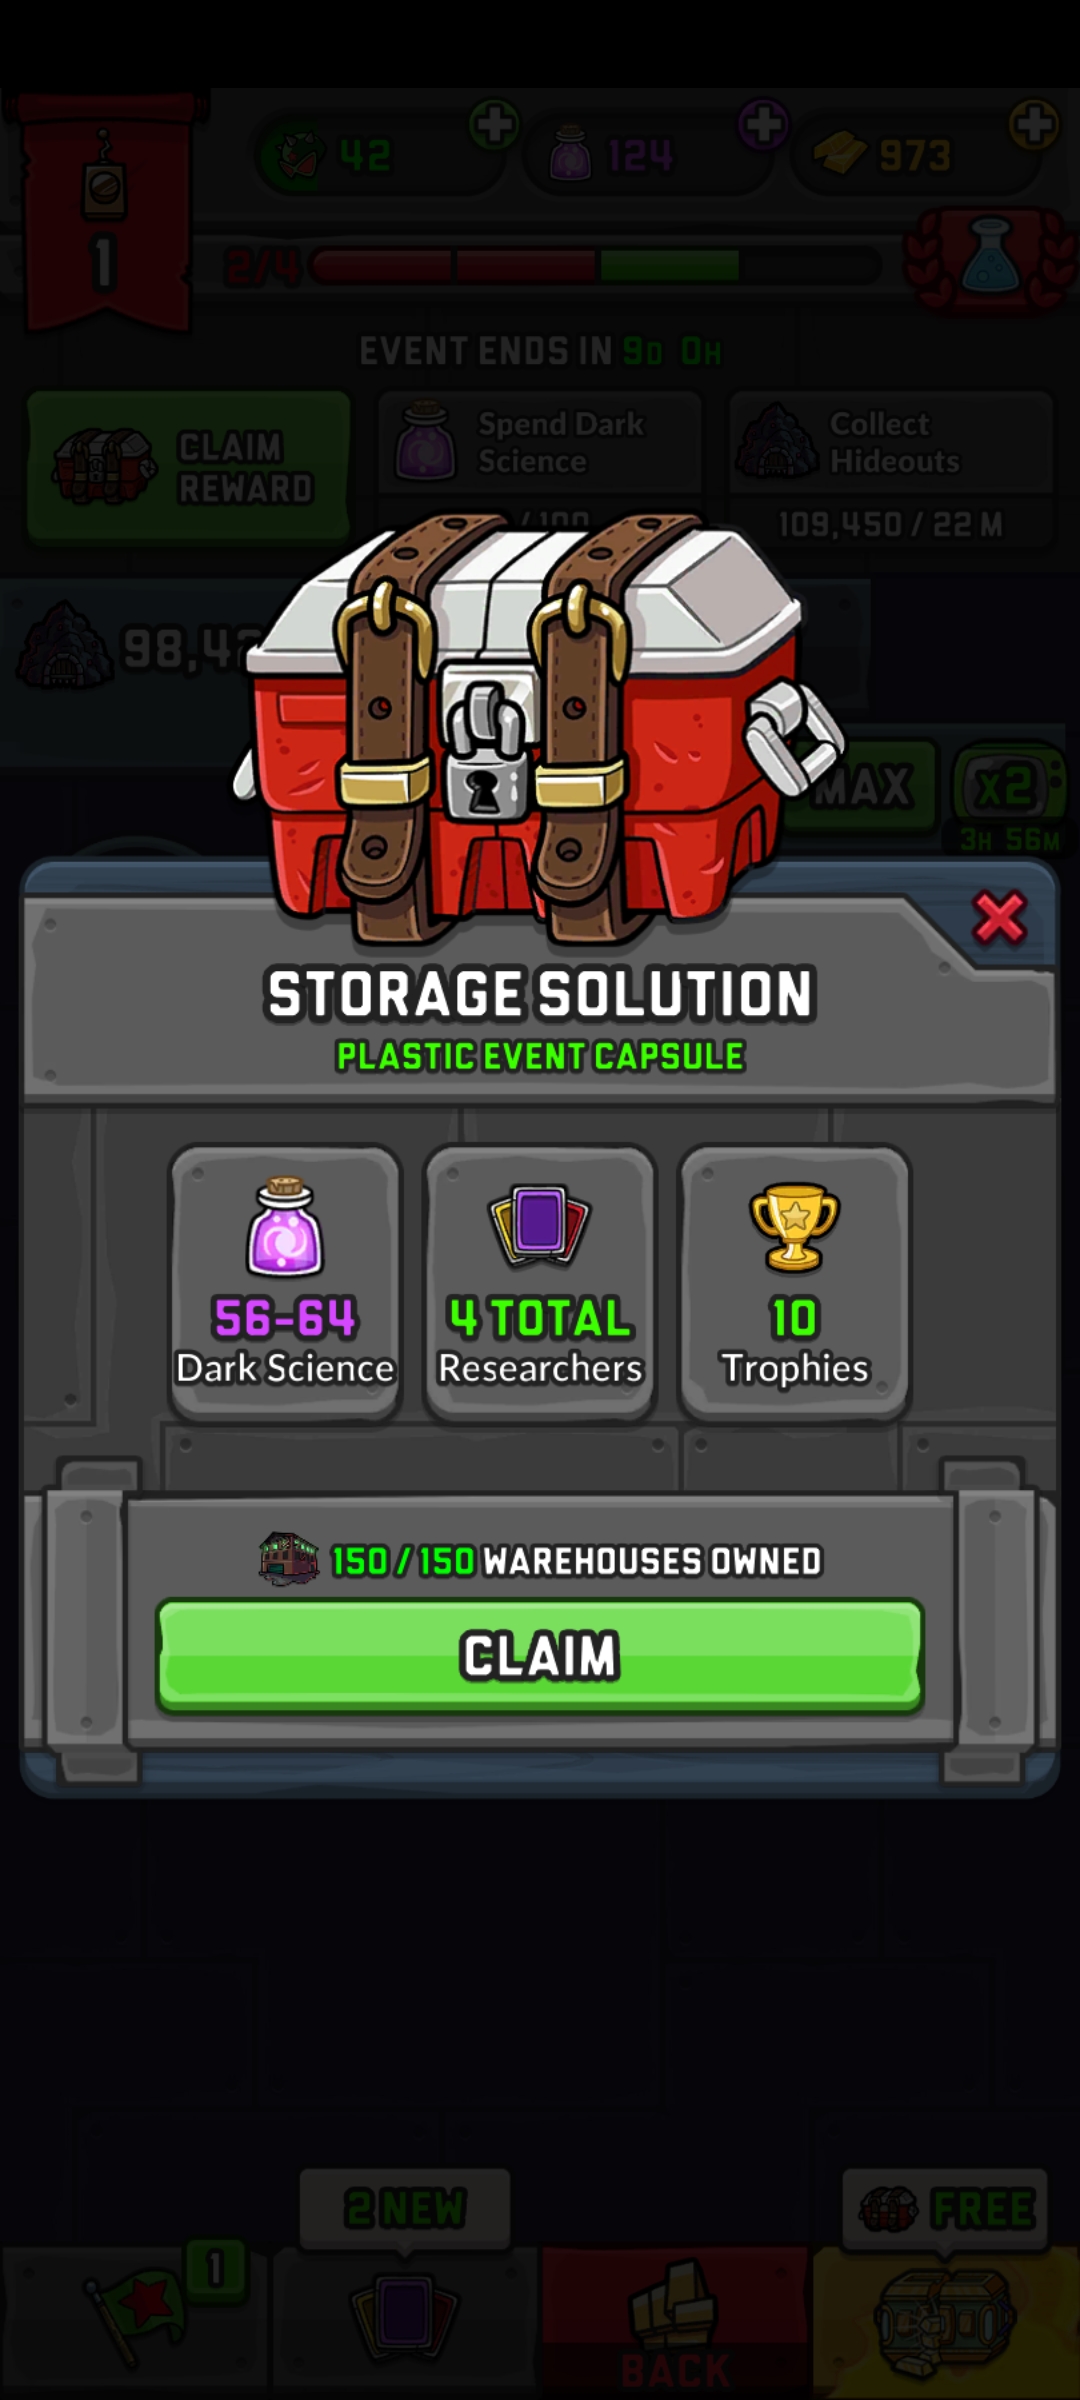 42
124
973
1
2/4
EVENT ENDS IN 9D 0H
CLAIM
REWARD
Spend Dark
Science
/ 100
Collect
Hideouts
109,450 / 22 M
MAX
x2
3H 56M
STORAGE SOLUTION
PLASTIC EVENT CAPSULE
56-64
Dark Science
4 TOTAL
Researchers
10
Trophies
150 / 150 WAREHOUSES OWNED
CLAIM
2 NEW
FREE
1
BACK